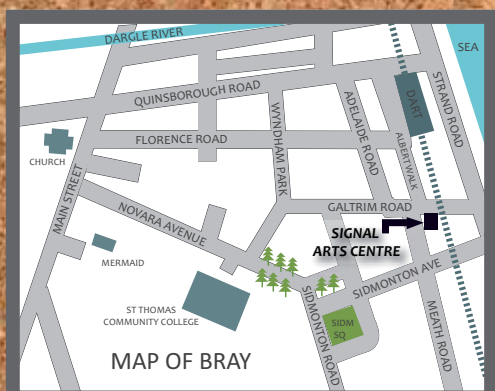 DARGLE RIVER
SEA
QUINSBOROUGH ROAD
DART
STRAND ROAD
FLORENCE ROAD
WYNDHAM PARK
ADELAIDE ROAD
ALBERT WALK
CHURCH
MAIN STREET
NOVARA AVENUE
GALTRIM ROAD
SIGNAL
ARTS CENTRE
MERMAID
SIDMONTON AVE
ST THOMAS
COMMUNITY COLLEGE
SIDMONTON ROAD
SIDM
SQ
MEATH ROAD
MAP OF BRAY